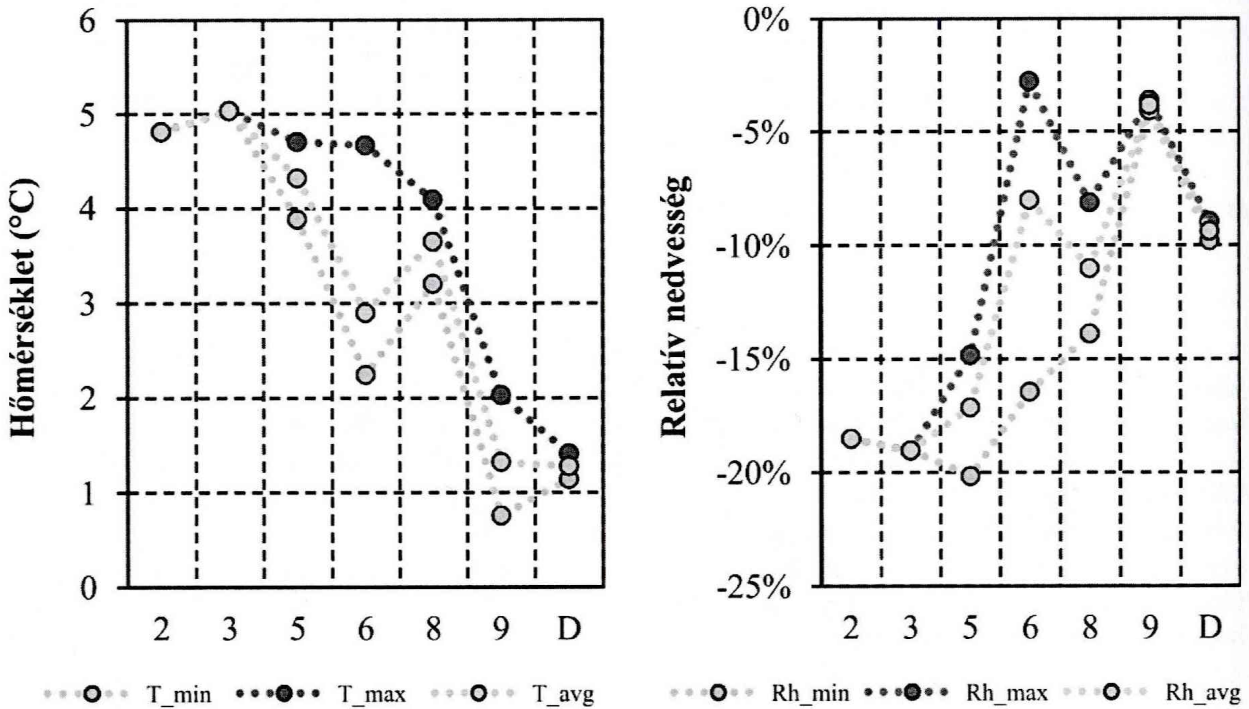 Hőmérséklet (°C)
6
5
4
3
2
1
0
2 3 5 6 8 9 D
T_min T_max T_avg
Relatív nedvesség
0%
-5%
-10%
-15%
-20%
-25%
2 3 5 6 8 9 D
Rh_min Rh_max Rh_avg